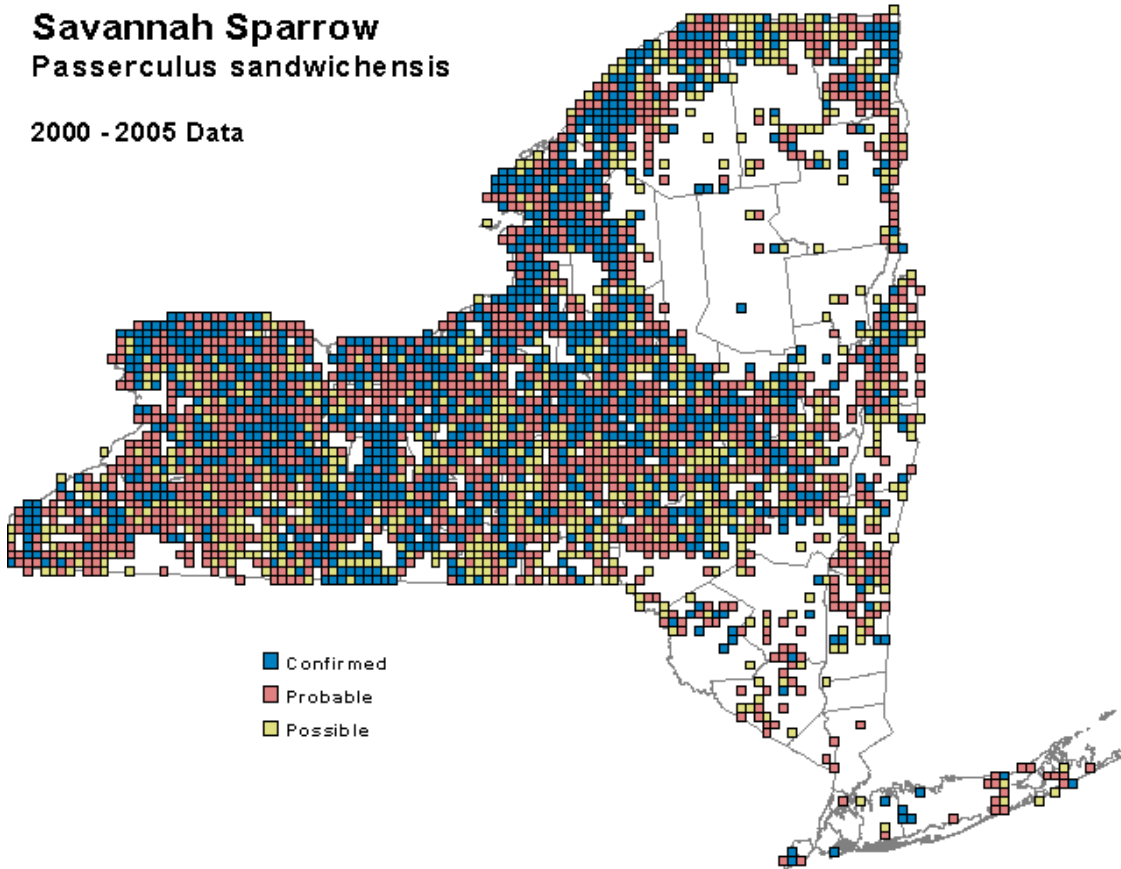 Savannah Sparrow
Passerculus sandwichensis
2000 - 2005 Data
Confirmed
Probable
Possible